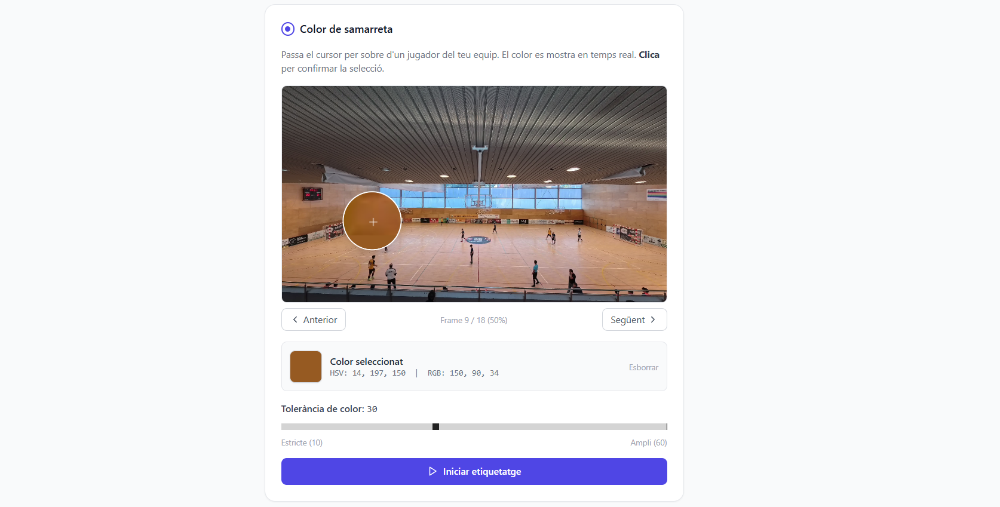 Color de samarreta
Passa el cursor per sobre d'un jugador del teu equip. El color es mostra en temps real. Clica
per confirmar la selecció.
Anterior
Frame 9 / 18 (50%)
Següent
Color seleccionat
HSV: 14, 197, 150 | RGB: 150, 90, 34
Esborrar
Tolerància de color: 30
Estricte (10)
Ampli (60)
Iniciar etiquetatge